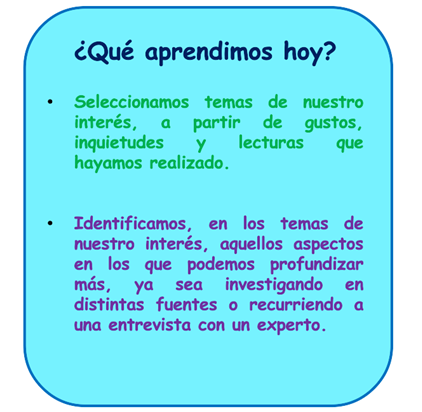 ¿Qué aprendimos hoy?
• Seleccionamos temas de nuestro
interés, a partir de gustos,
inquietudes y lecturas que
hayamos realizado.
• Identificamos, en los temas de
nuestro interés, aquellos aspectos
en los que podemos profundizar
más, ya sea investigando en
distintas fuentes o recurriendo a
una entrevista con un experto.